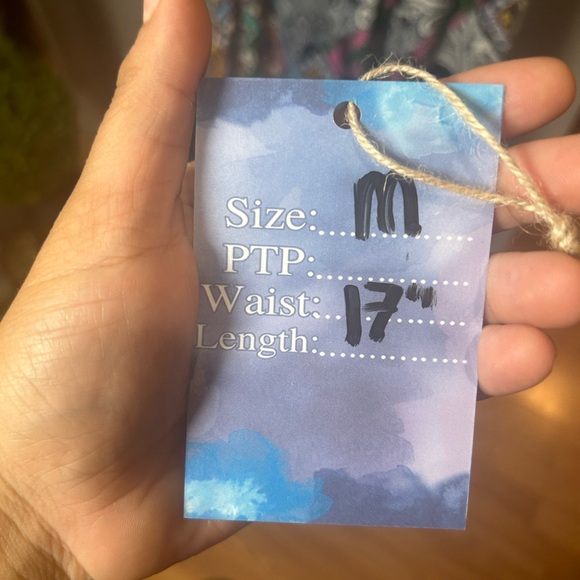 Size: M
PTP:
Waist: 17"
Length: